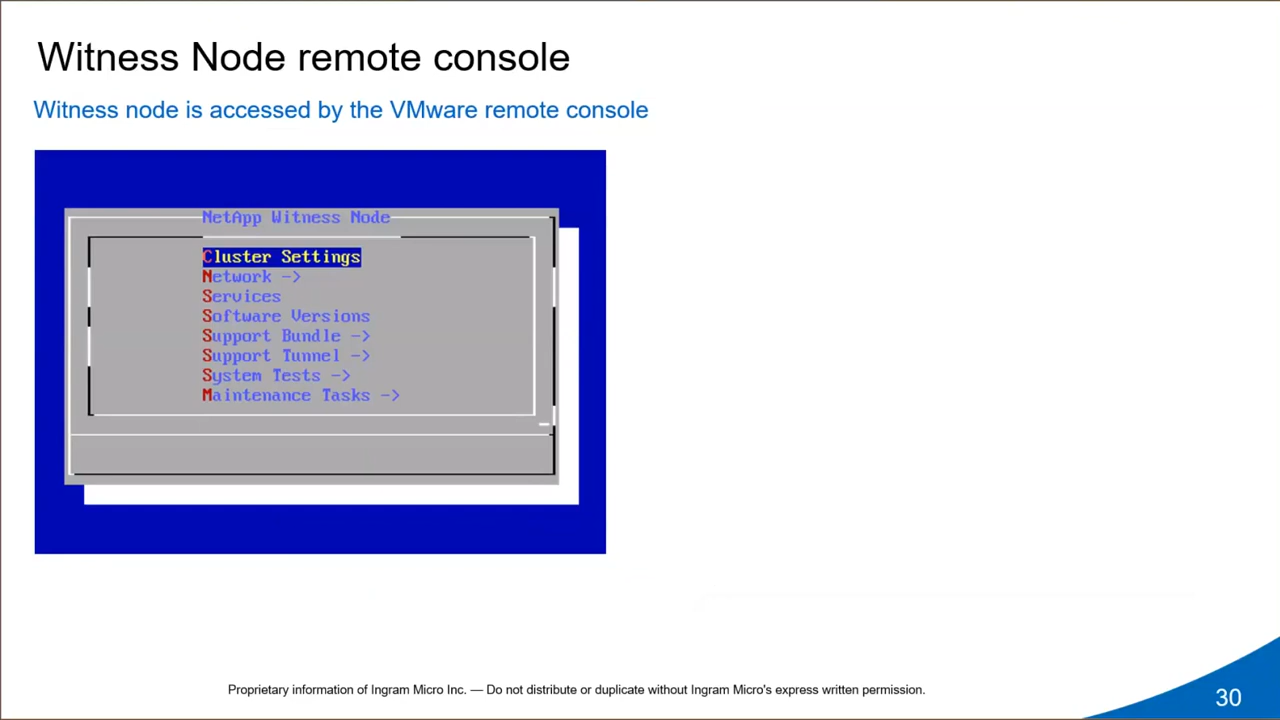 Witness Node remote console
Witness node is accessed by the VMware remote console
NetApp Witness Node
Cluster Settings
Network ->
Services
Software Versions
Support Bundle ->
Support Tunnel ->
System Tests ->
Maintenance Tasks ->
Proprietary information of Ingram Micro Inc. — Do not distribute or duplicate without Ingram Micro's express written permission.
30